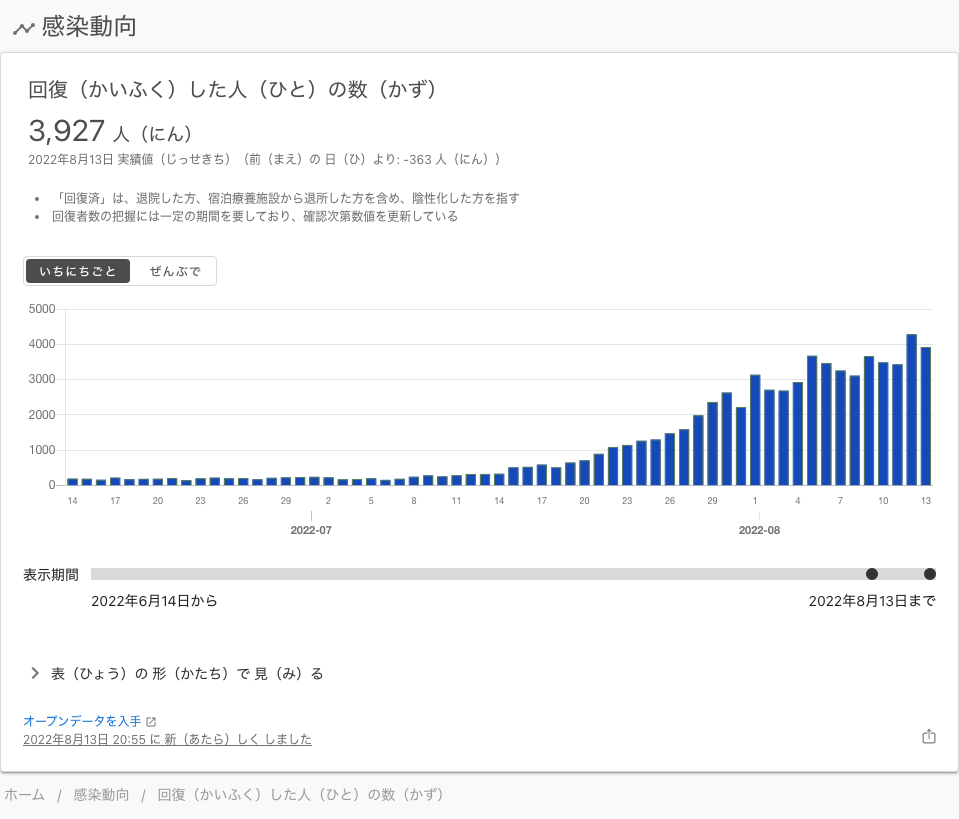 感染動向
回復（かいふく）した人（ひと）の数（かず）
3,927 人（にん）
2022年8月13日 実績値（じっせきち）（前（まえ）の 日（ひ）より: -363 人（にん））
「回復済」は、退院した方、宿泊療養施設から退所した方を含め、陰性化した方を指す
回復者数の把握には一定の期間を要しており、確認次第数値を更新している
いちにちごと ぜんぶで
5000
4000
3000
2000
1000
0
14 17 20 23 26 29 2 5 8 11 14 17 20 23 26 29 1 4 7 10 13
2022-07 2022-08
表示期間
2022年6月14日から 2022年8月13日まで
表（ひょう）の 形（かたち）で 見（み）る
オープンデータを入手
2022年8月13日 20:55 に 新（あたら）しく しました
ホーム / 感染動向 / 回復（かいふく）した人（ひと）の数（かず）